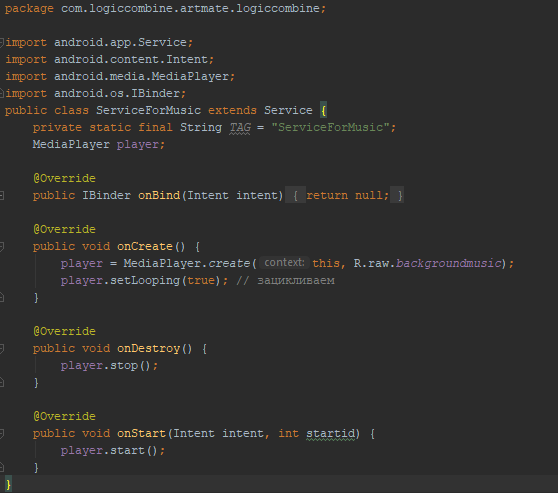 package com.logiccombine.artmate.logiccombine;
import android.app.Service;
import android.content.Intent;
import android.media.MediaPlayer;
import android.os.IBinder;
public class ServiceForMusic extends Service {
    private static final String TAG = "ServiceForMusic";
    MediaPlayer player;
    @Override
    public IBinder onBind(Intent intent) { return null; }
    @Override
    public void onCreate() {
        player = MediaPlayer.create( context: this, R.raw.backgroundmusic);
        player.setLooping(true); // зацикливаем
    }
    @Override
    public void onDestroy() {
        player.stop();
    }
    @Override
    public void onStart(Intent intent, int startid) {
        player.start();
    }
}